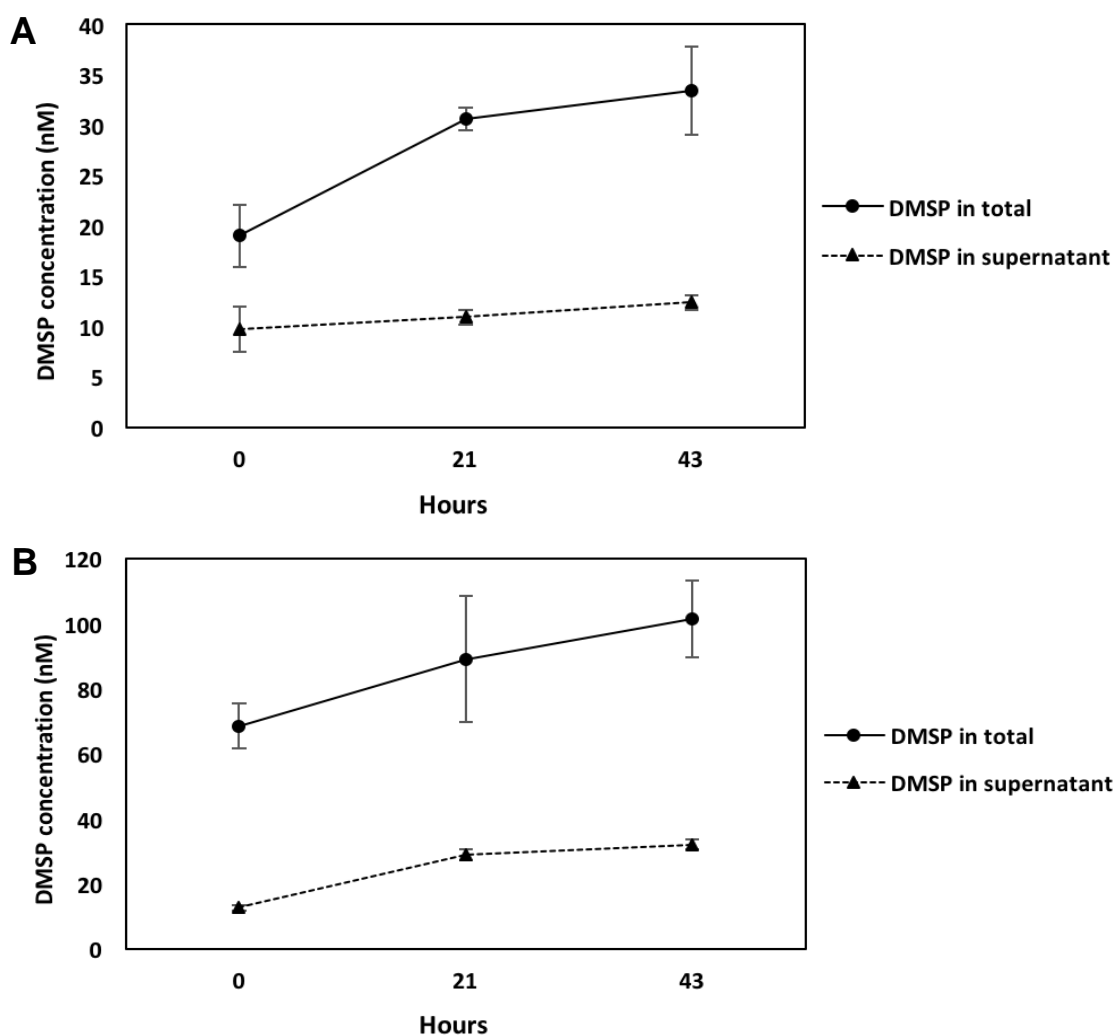 A
DMSP concentration (nM)
40
35
30
25
20
15
10
5
0
0 21 43
Hours
DMSP in total
DMSP in supernatant
B
DMSP concentration (nM)
120
100
80
60
40
20
0
0 21 43
Hours
DMSP in total
DMSP in supernatant